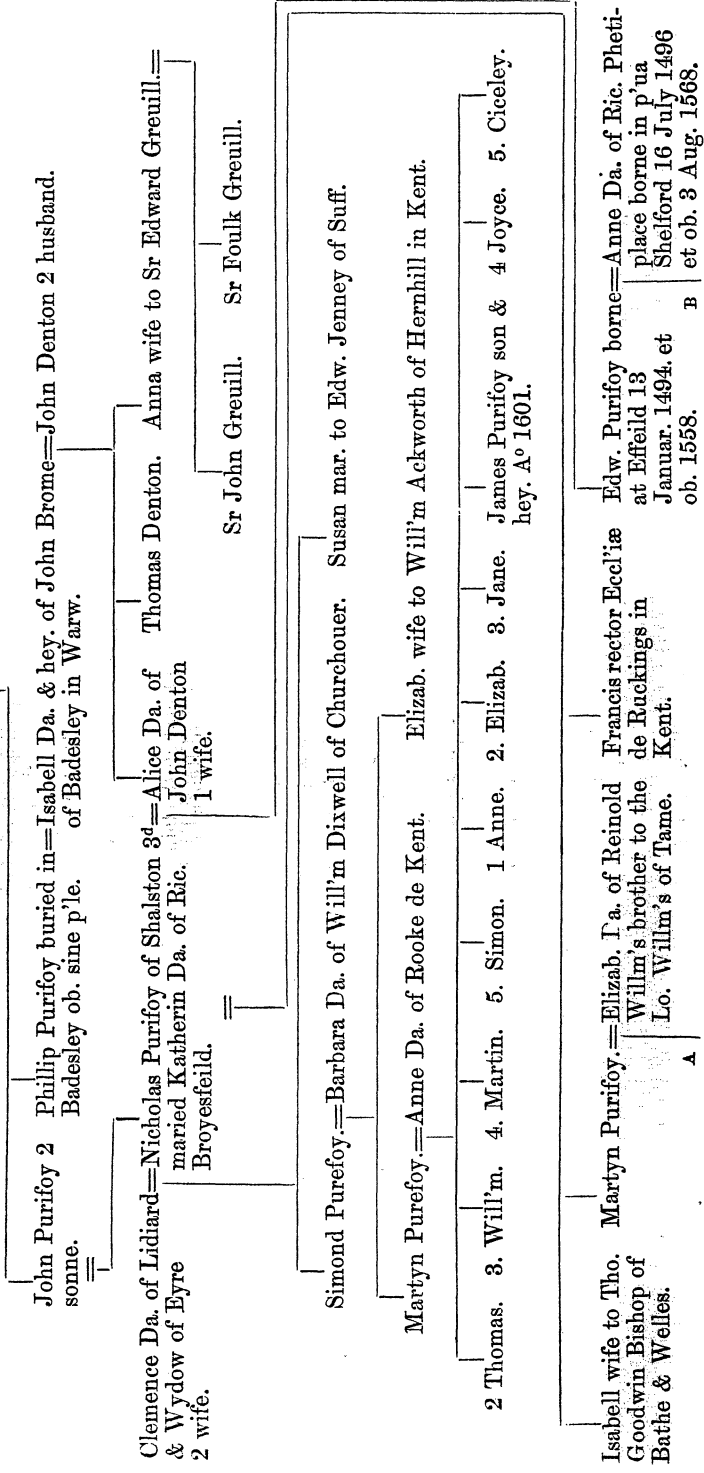 John Purifoy 2
sonne.
Phillip Purifoy buried in=Isabell Da. & hey. of John Brome=John Denton 2 husband.
Badesley ob. sine p'le.
of Badesley in Warw.
Clemence Da. of Lidiard=Nicholas Purifoy of Shalston 3d=Alice Da. of
& Wydow of Eyre
2 wife.
maried Katherin Da. of Ric.
Broyesfeild.
John Denton
1 wife.
Thomas Denton.
Anna wife to Sr Edward Greuill.=
Sr John Greuill.
Sr Foulk Greuill.
Simond Purefoy.=Barbara Da. of Will'm Dixwell of Churchouer.
Susan mar. to Edw. Jenney of Suff.
Martyn Purefoy.=Anne Da. of Rooke de Kent.
Elizab. wife to Will'm Ackworth of Hernhill in Kent.
2 Thomas.
3. Will'm.
4. Martin.
5. Simon.
1 Anne.
2. Elizab.
3. Jane.
James Purifoy son &
hey. Ao 1601.
4 Joyce.
5. Ciceley.
Isabell wife to Tho.
Goodwin Bishop of
Bathe & Welles.
Martyn Purifoy.=Elizab. Da. of Reinold
Willm's brother to the
Lo. Willm's of Tame.
A
Francis rector Eccl'iæ
de Ruckings in
Kent.
Edw. Purifoy borne=Anne Da. of Ric. Pheti-
at Effeild 13
Januar. 1494. et
ob. 1558.
place borne in p'ua
Shelford 16 July 1496
et ob. 3 Aug. 1568.
B